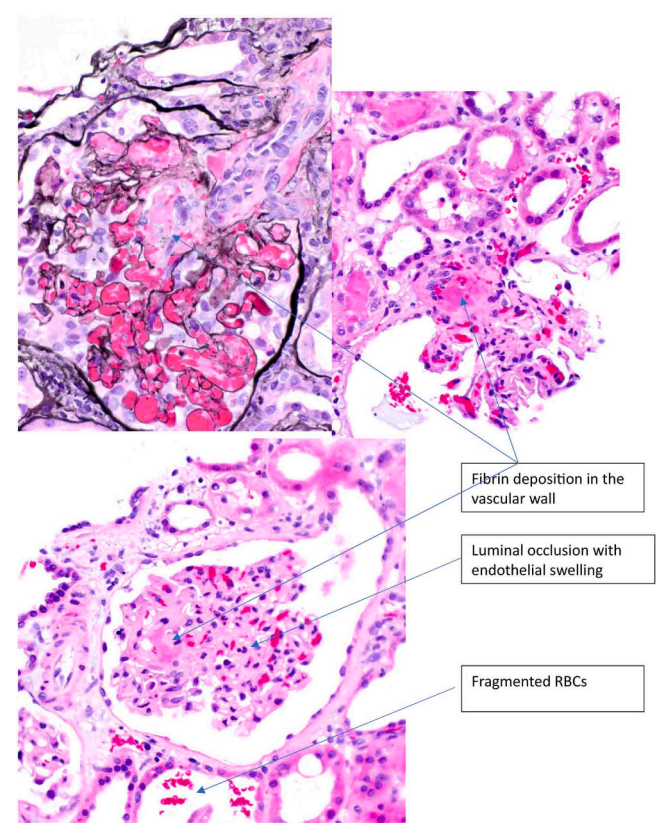 Fibrin deposition in the
vascular wall
Luminal occlusion with
endothelial swelling
Fragmented RBCs